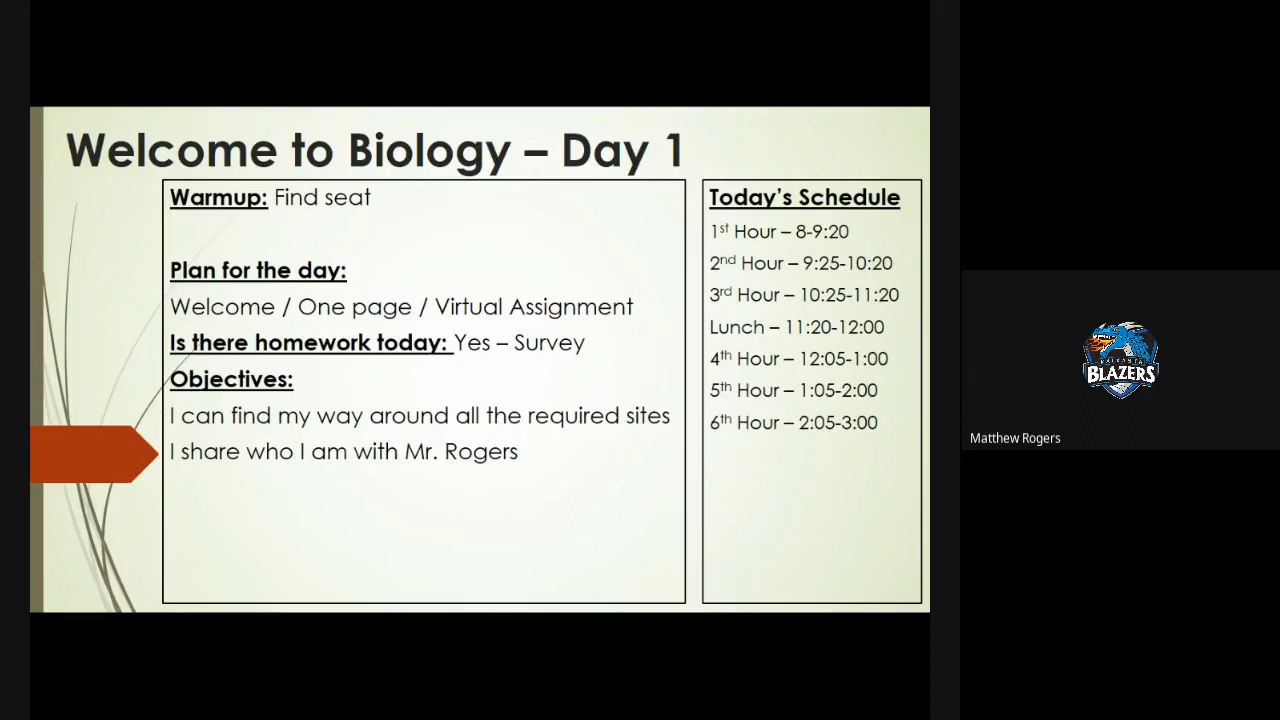 Welcome to Biology – Day 1
Warmup: Find seat
Plan for the day:
Welcome / One page / Virtual Assignment
Is there homework today: Yes – Survey
Objectives:
I can find my way around all the required sites
I share who I am with Mr. Rogers
Today's Schedule
1st Hour – 8-9:20
2nd Hour – 9:25-10:20
3rd Hour – 10:25-11:20
Lunch – 11:20-12:00
4th Hour – 12:05-1:00
5th Hour – 1:05-2:00
6th Hour – 2:05-3:00
KALKASKA
BLAZERS
Matthew Rogers